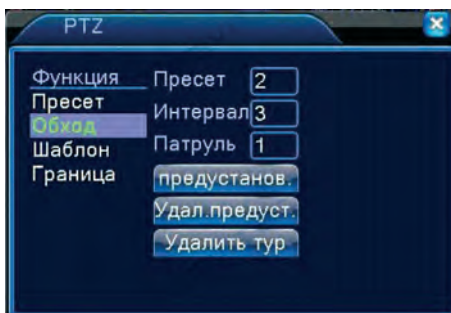 PTZ
Функция
Пресет
Обход
Шаблон
Граница
Пресет 2
Интервал 3
Патруль 1
предустанов.
Удал.предуст.
Удалить тур